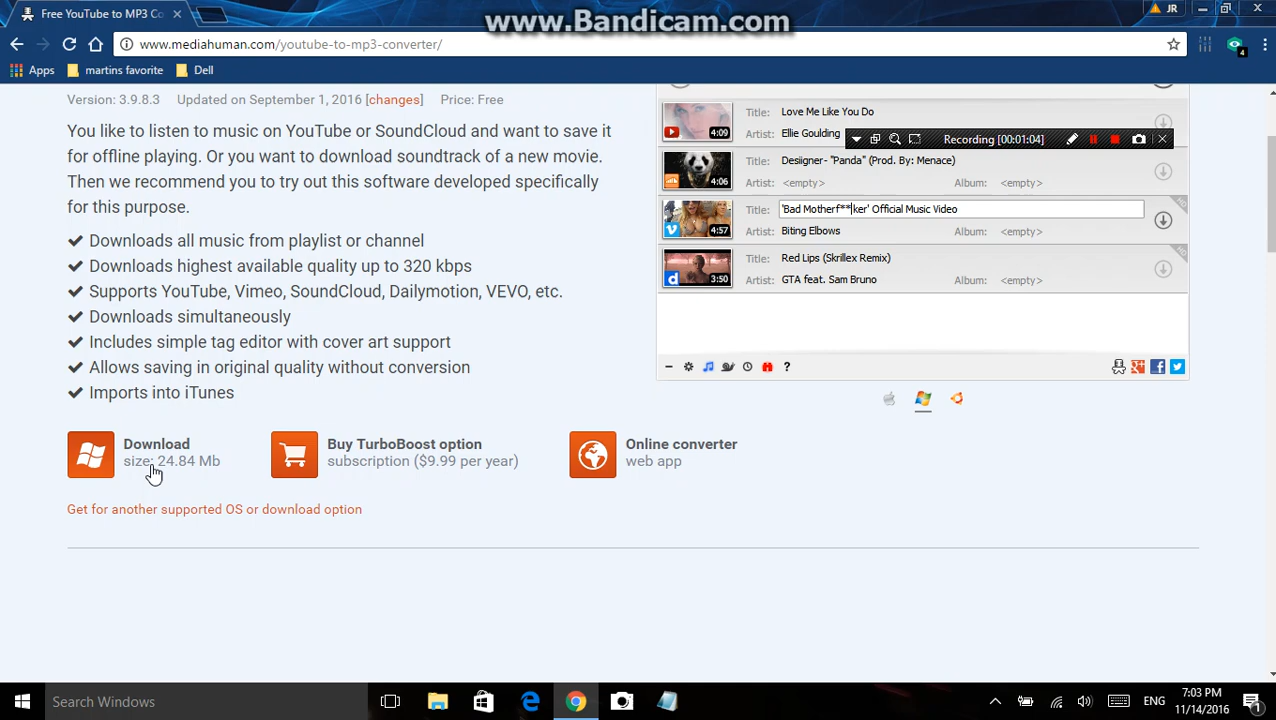 Free YouTube to MP3 Co
www.Bandicam.com
JR
www.mediahuman.com/youtube-to-mp3-converter/
4
Apps
martins favorite
Dell
Version: 3.9.8.3 Updated on September 1, 2016 [changes] Price: Free
You like to listen to music on YouTube or SoundCloud and want to save it
for offline playing. Or you want to download soundtrack of a new movie.
Then we recommend you to try out this software developed specifically
for this purpose.
Downloads all music from playlist or channel
Downloads highest available quality up to 320 kbps
Supports YouTube, Vimeo, SoundCloud, Dailymotion, VEVO, etc.
Downloads simultaneously
Includes simple tag editor with cover art support
Allows saving in original quality without conversion
Imports into iTunes
4:09
Title: Love Me Like You Do
Artist: Ellie Goulding
Recording [00:01:04]
4:06
Title: Desiigner- "Panda" (Prod. By: Menace)
Artist: <empty> Album: <empty>
4:57
Title: 'Bad Motherf**ker' Official Music Video
Artist: Biting Elbows Album: <empty>
HD
3:50
Title: Red Lips (Skrillex Remix)
Artist: GTA feat. Sam Bruno Album: <empty>
Download
size: 24.84 Mb
Buy TurboBoost option
subscription ($9.99 per year)
Online converter
web app
Get for another supported OS or download option
Search Windows
ENG
7:03 PM
11/14/2016
1